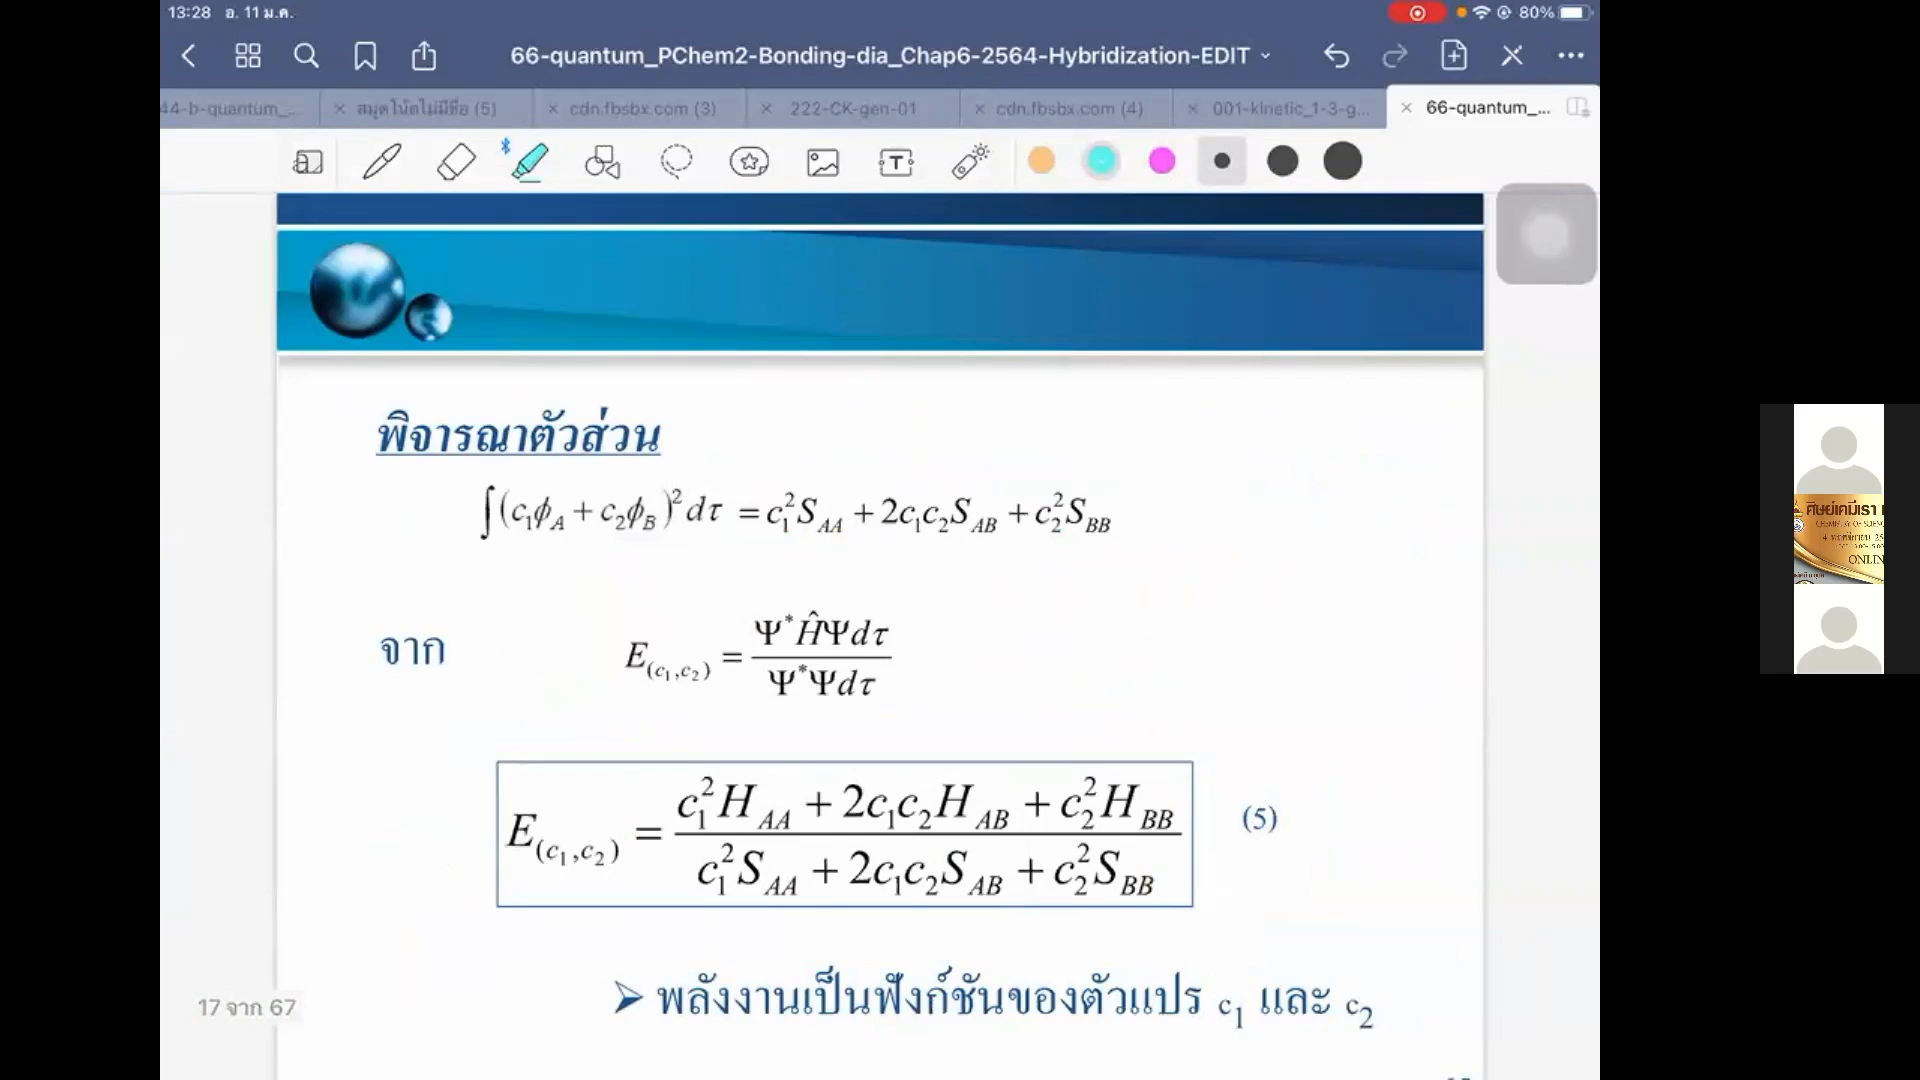 13:28 อ. 11 ม.ค. 80%
66-quantum_PChem2-Bonding-dia_Chap6-2564-Hybridization-EDIT
44-b-quantum_... × สมุดโน้ตไม่มีชื่อ (5) × cdn.fbsbx.com (3) × 222-CK-gen-01 × cdn.fbsbx.com (4) × 001-kinetic_1-3-g... × 66-quantum_...
พิจารณาตัวส่วน
∫(c₁ϕ_A + c₂ϕ_B)² dτ = c₁²S_AA + 2c₁c₂S_AB + c₂²S_BB
จาก E_(c₁,c₂) = Ψ*ĤΨdτ / Ψ*Ψdτ
E_(c₁,c₂) = (c₁²H_AA + 2c₁c₂H_AB + c₂²H_BB) / (c₁²S_AA + 2c₁c₂S_AB + c₂²S_BB) (5)
➢ พลังงานเป็นฟังก์ชันของตัวแปร c₁ และ c₂
17 จาก 67
ศิษย์เคมีเรา
ONLIN